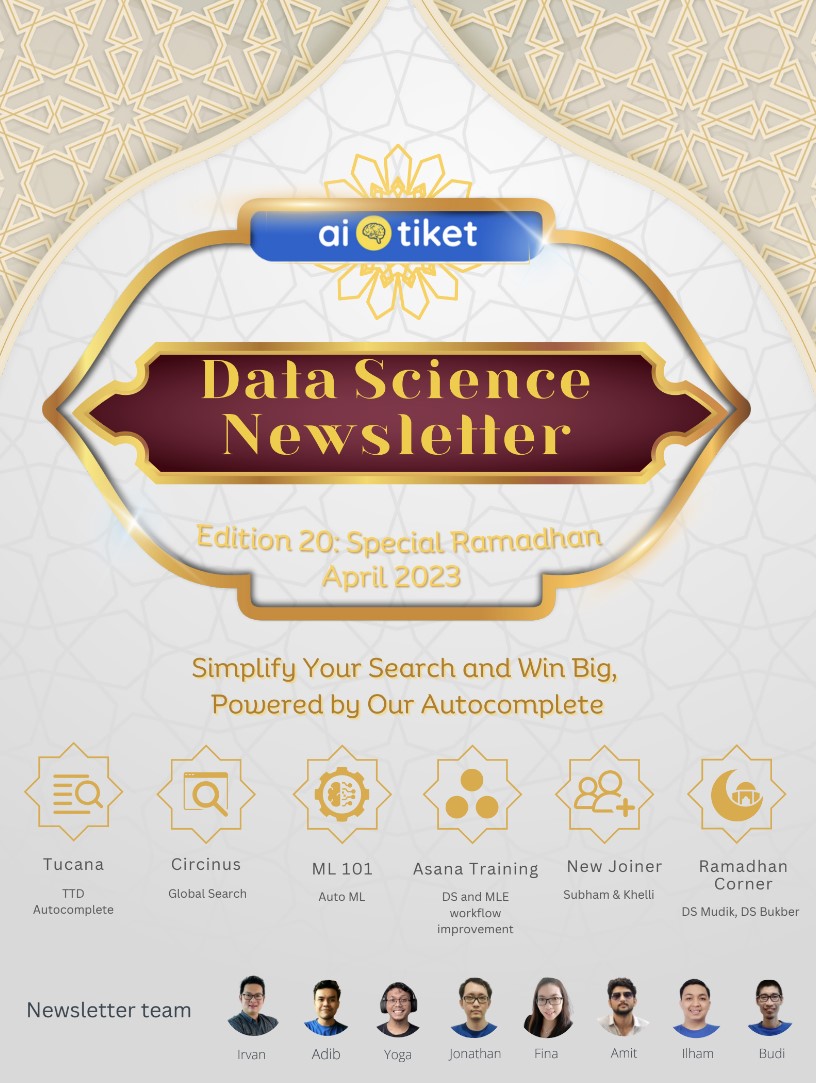 ai tiket
Data Science
Newsletter
Edition 20: Special Ramadhan
April 2023
Simplify Your Search and Win Big,
Powered by Our Autocomplete
Tucana
TTD
Autocomplete
Circinus
Global Search
ML 101
Auto ML
Asana Training
DS and MLE
workflow
improvement
New Joiner
Subham & Khelli
Ramadhan
Corner
DS Mudik, DS Bukber
Newsletter team
Irvan
Adib
Yoga
Jonathan
Fina
Amit
Ilham
Budi